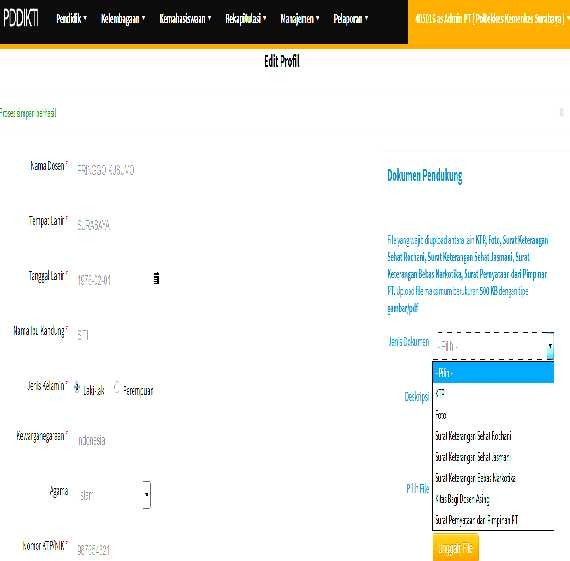 PDDIKTI Pendidik Kelembagaan Kemahasiswaan Rekapitulasi Manajemen Pelaporan as Admin PT ( Poltekkes Kemenkes Surabaya )
Edit Profil
Proses simpan berhasil
Nama Dosen *
Tempat Lahir * SURABAYA
Tanggal Lahir *
Nama Ibu Kandung * SITI
Jenis Kelamin * Laki-laki Perempuan
Kewarganegaraan * Indonesia
Agama Islam
Nomor KTP/NIK * 987654321
Dokumen Pendukung
File yang wajib diupload antara lain KTP, Foto, Surat Keterangan
Sehat Rochani, Surat Keterangan Sehat Jasmani, Surat
Keterangan Bebas Narkotika, Surat Pernyataan dari Pimpinan
PT. Upload file maksimum berukuran 500 KB dengan tipe
gambar/pdf
Jenis Dokumen - Pilih -
- Pilih -
Deskripsi
KTP
Foto
Surat Keterangan Sehat Rochani
Surat Keterangan Sehat Jasmani
Surat Keterangan Bebas Narkotika
Pilih File
Kitas Bagi Dosen Asing
Surat Pernyataan dari Pimpinan PT
Unggah File